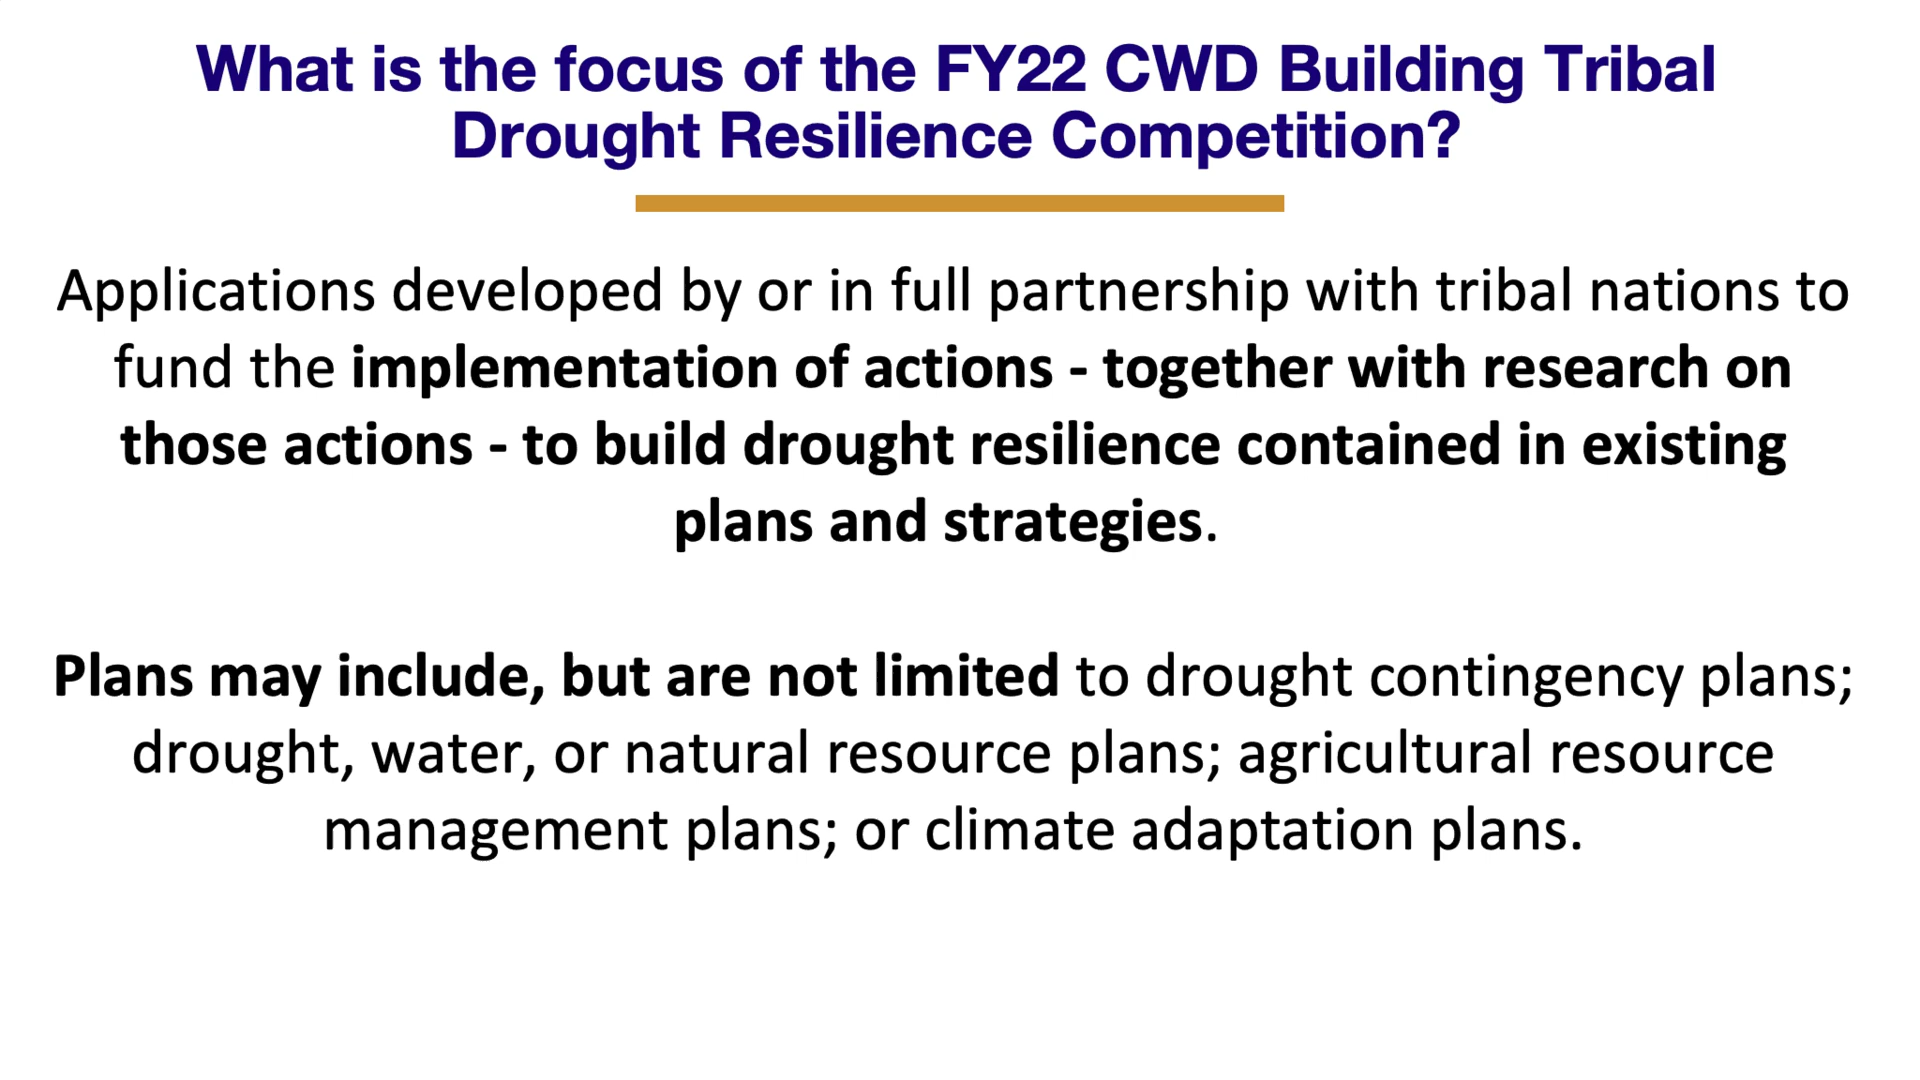 What is the focus of the FY22 CWD Building Tribal
Drought Resilience Competition?
Applications developed by or in full partnership with tribal nations to
fund the implementation of actions - together with research on
those actions - to build drought resilience contained in existing
plans and strategies.
Plans may include, but are not limited to drought contingency plans;
drought, water, or natural resource plans; agricultural resource
management plans; or climate adaptation plans.